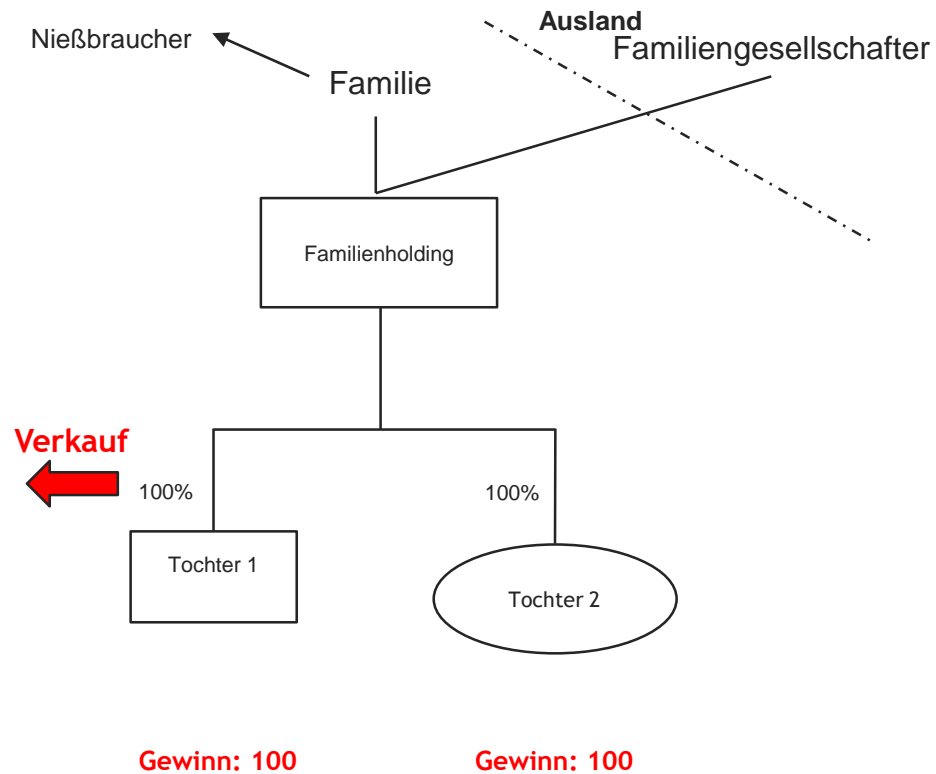 Ausland
Nießbraucher
Familiengesellschafter
Familie
Familienholding
Verkauf
100%
100%
Tochter 1
Tochter 2
Gewinn: 100
Gewinn: 100